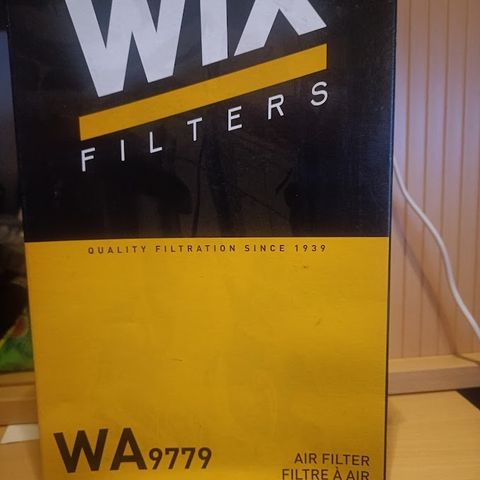 WIX
FILTERS
QUALITY FILTRATION SINCE 1939
WA9779
AIR FILTER
FILTRE À AIR